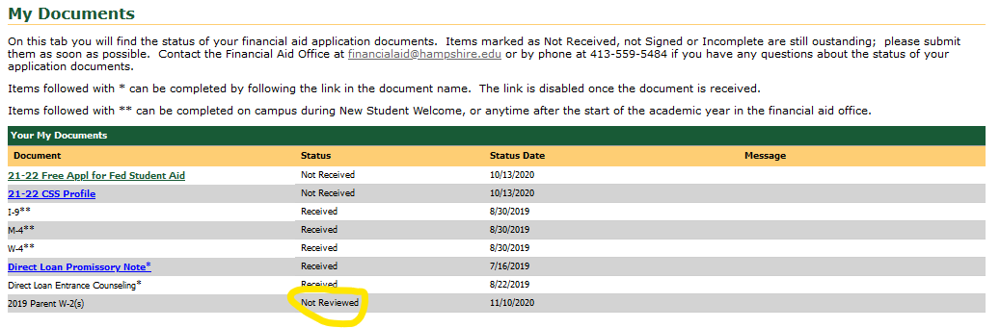 My Documents
On this tab you will find the status of your financial aid application documents. Items marked as Not Received, not Signed or Incomplete are still oustanding; please submit
them as soon as possible. Contact the Financial Aid Office at financialaid@hampshire.edu or by phone at 413-559-5484 if you have any questions about the status of your
application documents.
Items followed with * can be completed by following the link in the document name. The link is disabled once the document is received.
Items followed with ** can be completed on campus during New Student Welcome, or anytime after the start of the academic year in the financial aid office.
Your My Documents
Document Status Status Date Message
21-22 Free Appl for Fed Student Aid Not Received 10/13/2020
21-22 CSS Profile Not Received 10/13/2020
I-9** Received 8/30/2019
M-4** Received 8/30/2019
W-4** Received 8/30/2019
Direct Loan Promissory Note* Received 7/16/2019
Direct Loan Entrance Counseling* Received 8/22/2019
2019 Parent W-2(s) Not Reviewed 11/10/2020